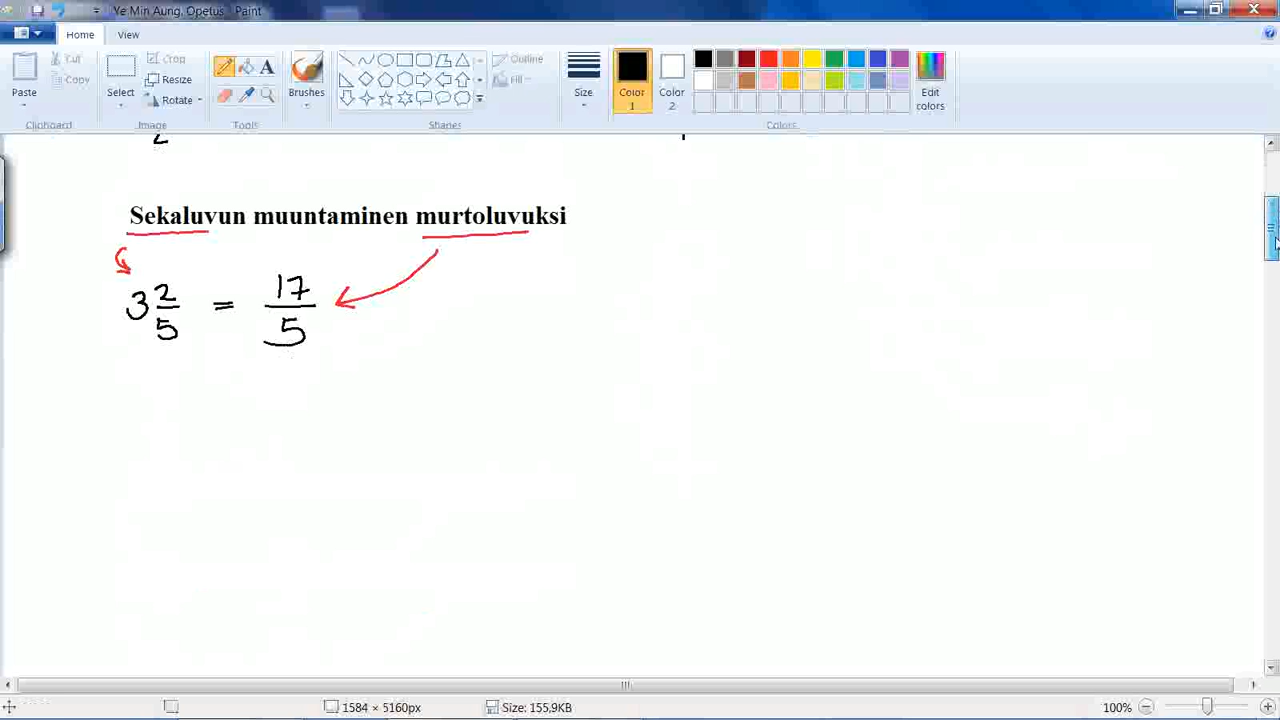 Ye Min Aung. Opetus - Paint
Home View
Paste
Cut
Copy
Clipboard
Select
Crop
Resize
Rotate
Image
A
Tools
Brushes
Outline
Fill
Shapes
Size
Color 1
Color 2
Edit colors
Colors
2
Sekaluvun muuntaminen murtoluvuksi
3 2/5 = 17/5
1584 × 5160px
Size: 155,9KB
100%